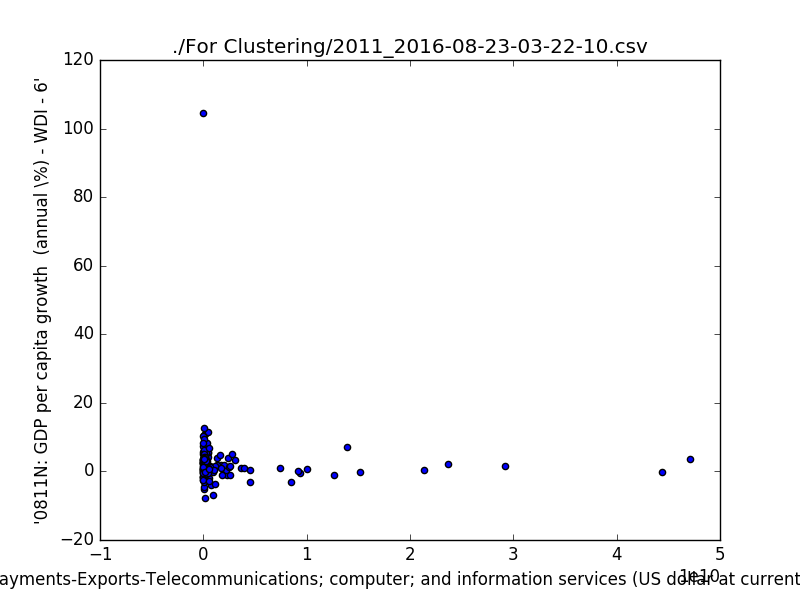 ./For Clustering/2011_2016-08-23-03-22-10.csv
120
100
80
60
40
20
0
−20
'0811N: GDP per capita growth  (annual \%) - WDI - 6'
−1 0 1 2 3 4 5
1e10
ayments-Exports-Telecommunications; computer; and information services (US dollar at current